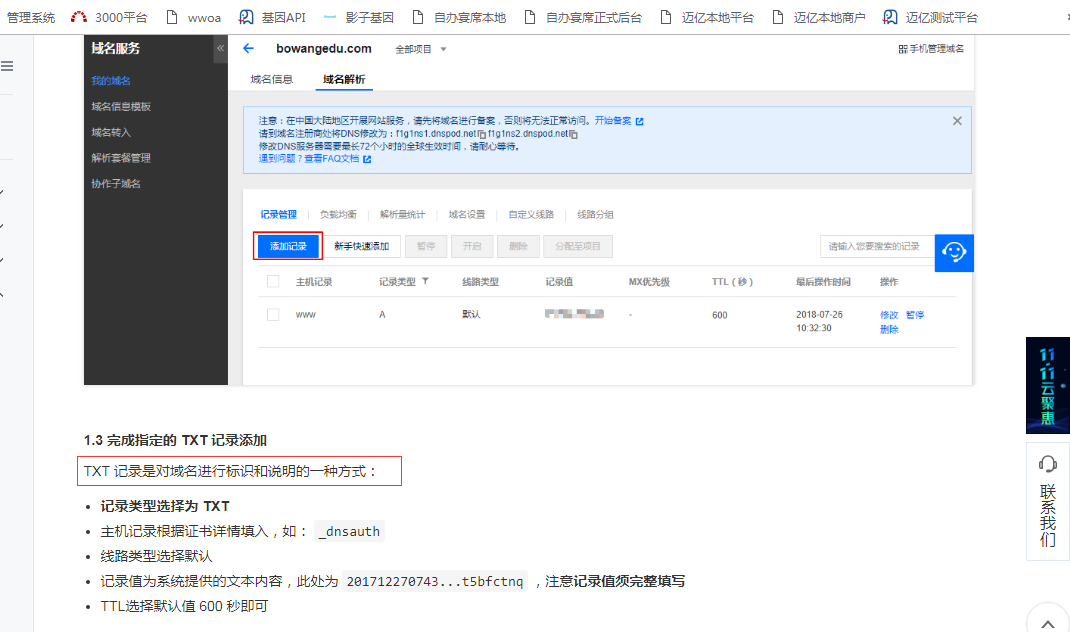 管理系统 3000平台 wwoa 基因API 影子基因 自办宴席本地 自办宴席正式后台 迈亿本地平台 迈亿本地商户 迈亿测试平台
域名服务
我的域名
域名信息模板
域名转入
解析套餐管理
协作子域名
bowangedu.com 全部项目 手机管理域名
域名信息 域名解析
注意：在中国大陆地区开展网站服务，请先将域名进行备案，否则将无法正常访问。开始备案
请到域名注册商处将DNS修改为：f1g1ns1.dnspod.net f1g1ns2.dnspod.net
修改DNS服务器需要最长72个小时的全球生效时间，请耐心等待。
遇到问题？查看FAQ文档
记录管理 负载均衡 解析量统计 域名设置 自定义线路 线路分组
添加记录 新手快速添加 暂停 开启 删除 分配至项目 请输入您要搜索的记录
主机记录 记录类型 线路类型 记录值 MX优先级 TTL（秒） 最后操作时间 操作
www A 默认 - 600 2018-07-26 修改 暂停
10:32:30 删除
11
11
云
聚
惠
联
系
我
们
1.3 完成指定的 TXT 记录添加
TXT 记录是对域名进行标识和说明的一种方式：
记录类型选择为 TXT
主机记录根据证书详情填入，如： _dnsauth
线路类型选择默认
记录值为系统提供的文本内容，此处为 201712270743...t5bfctnq ，注意记录值须完整填写
TTL选择默认值 600 秒即可